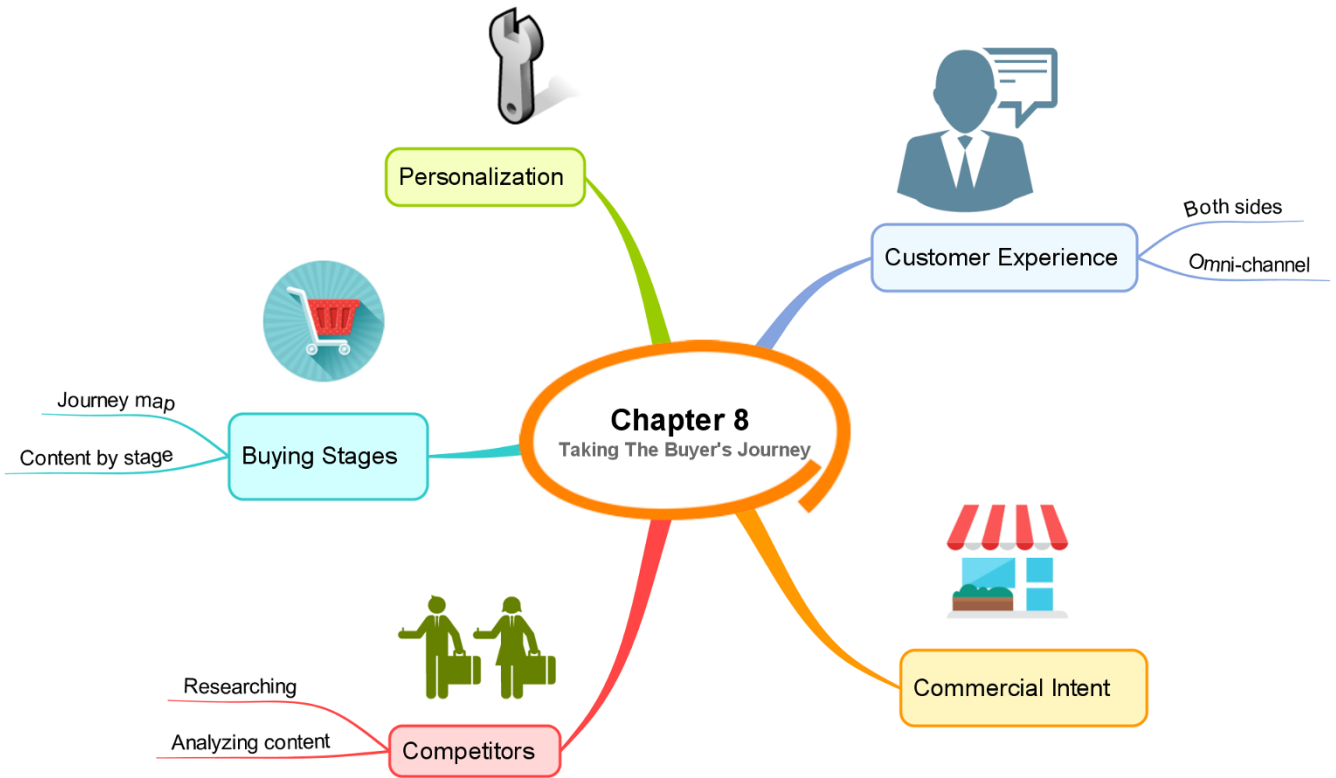 Chapter 8
Taking The Buyer's Journey
Customer Experience
Both sides
Omni-channel
Commercial Intent
Competitors
Researching
Analyzing content
Buying Stages
Journey map
Content by stage
Personalization